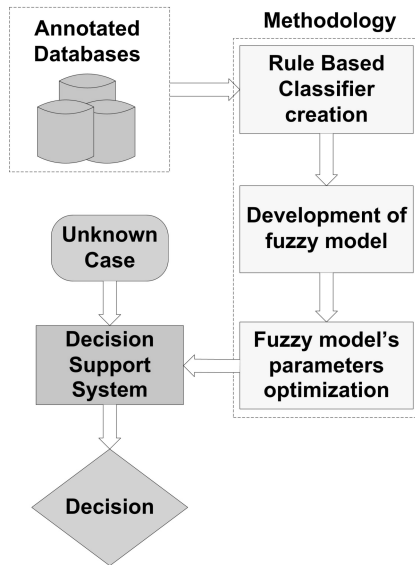 Annotated
Databases
Methodology
Rule Based
Classifier
creation
Development of
fuzzy model
Fuzzy model's
parameters
optimization
Unknown
Case
Decision
Support
System
Decision